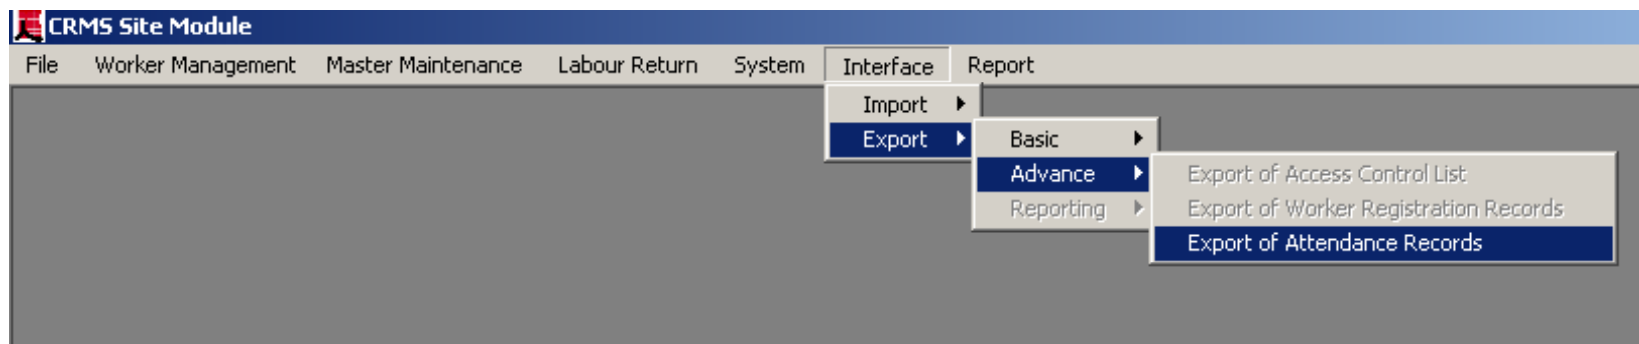 CRMS Site Module
File Worker Management Master Maintenance Labour Return System Interface Report
Import
Export Basic
Advance Export of Access Control List
Reporting Export of Worker Registration Records
Export of Attendance Records